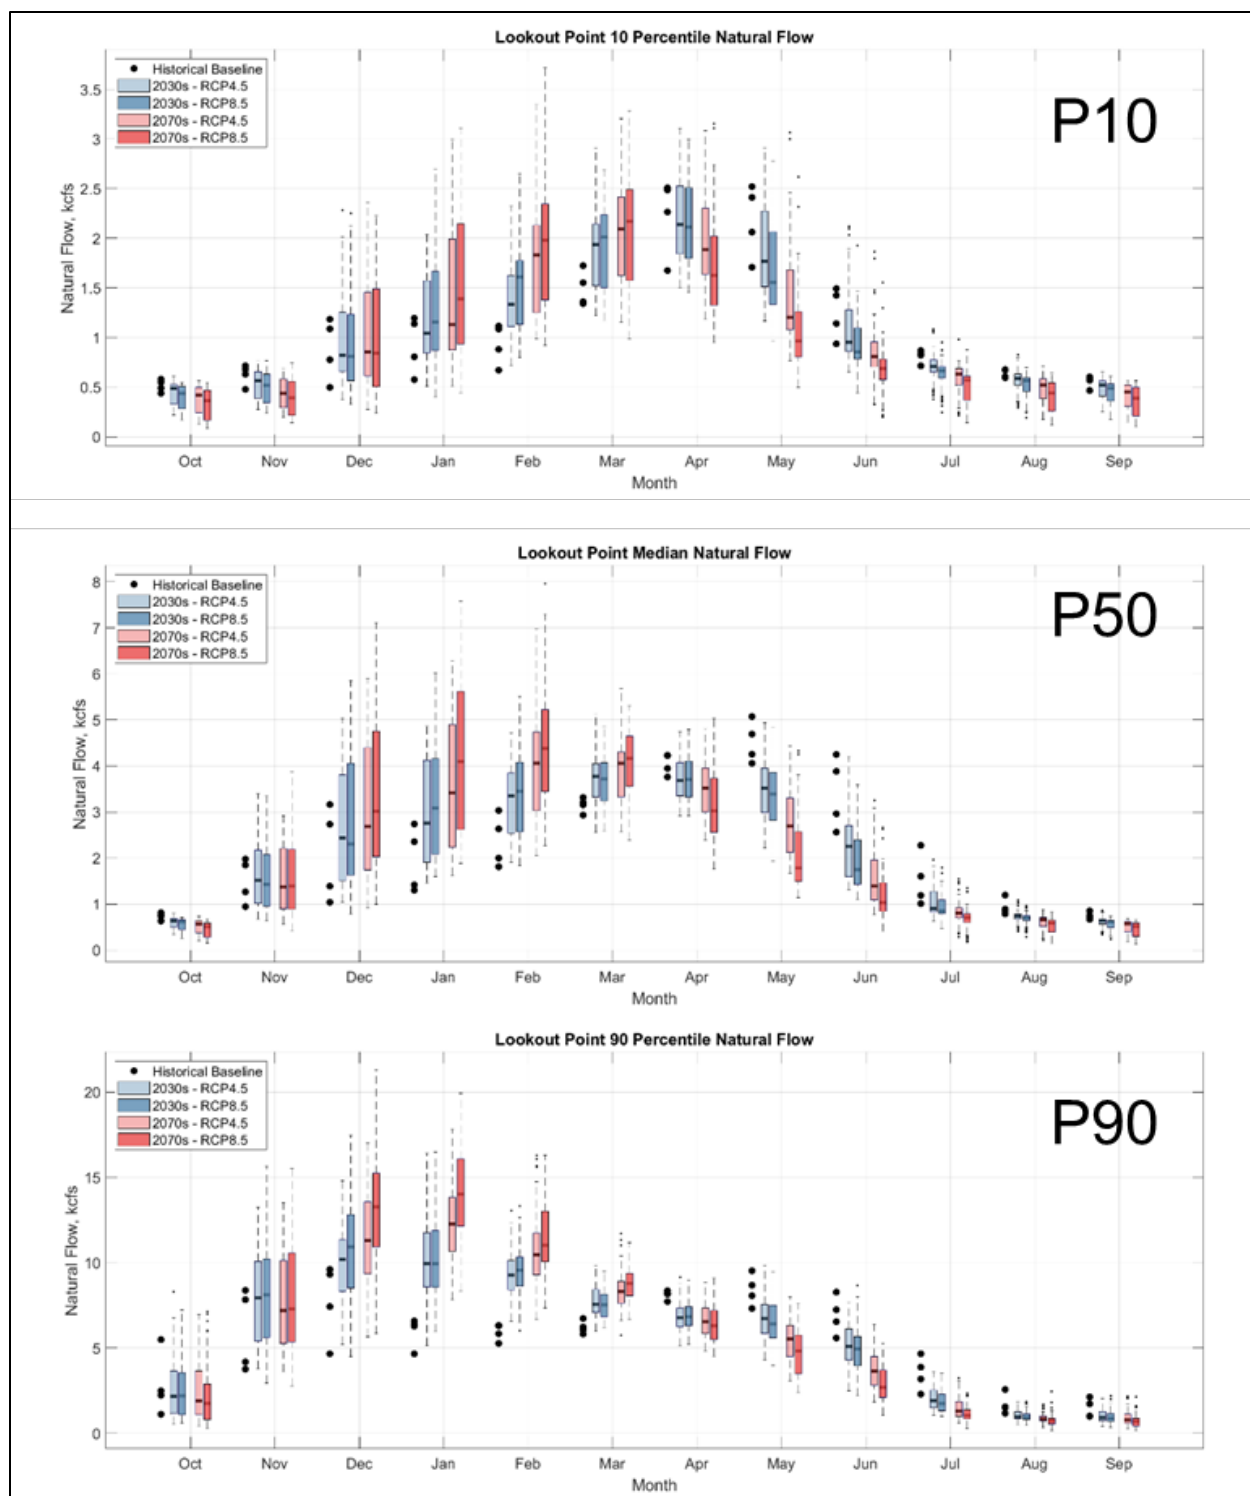 Lookout Point 10 Percentile Natural Flow
Historical Baseline
2030s - RCP4.5
2030s - RCP8.5
2070s - RCP4.5
2070s - RCP8.5
P10
Natural Flow, kcfs
3.5
3
2.5
2
1.5
1
0.5
0
Oct Nov Dec Jan Feb Mar Apr May Jun Jul Aug Sep
Month
Lookout Point Median Natural Flow
Historical Baseline
2030s - RCP4.5
2030s - RCP8.5
2070s - RCP4.5
2070s - RCP8.5
P50
Natural Flow, kcfs
8
7
6
5
4
3
2
1
0
Oct Nov Dec Jan Feb Mar Apr May Jun Jul Aug Sep
Month
Lookout Point 90 Percentile Natural Flow
Historical Baseline
2030s - RCP4.5
2030s - RCP8.5
2070s - RCP4.5
2070s - RCP8.5
P90
Natural Flow, kcfs
20
15
10
5
0
Oct Nov Dec Jan Feb Mar Apr May Jun Jul Aug Sep
Month